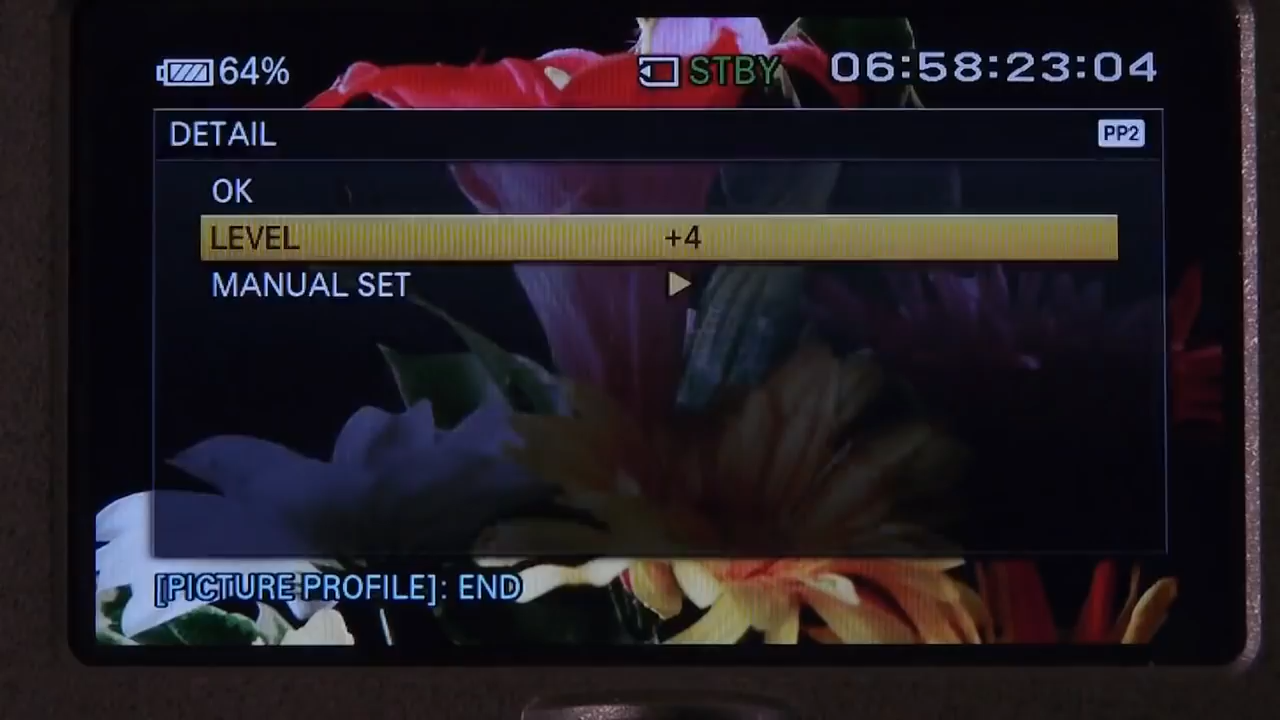 64% STBY 06:58:23:04
DETAIL PP2
OK
LEVEL +4
MANUAL SET
[PICTURE PROFILE]: END